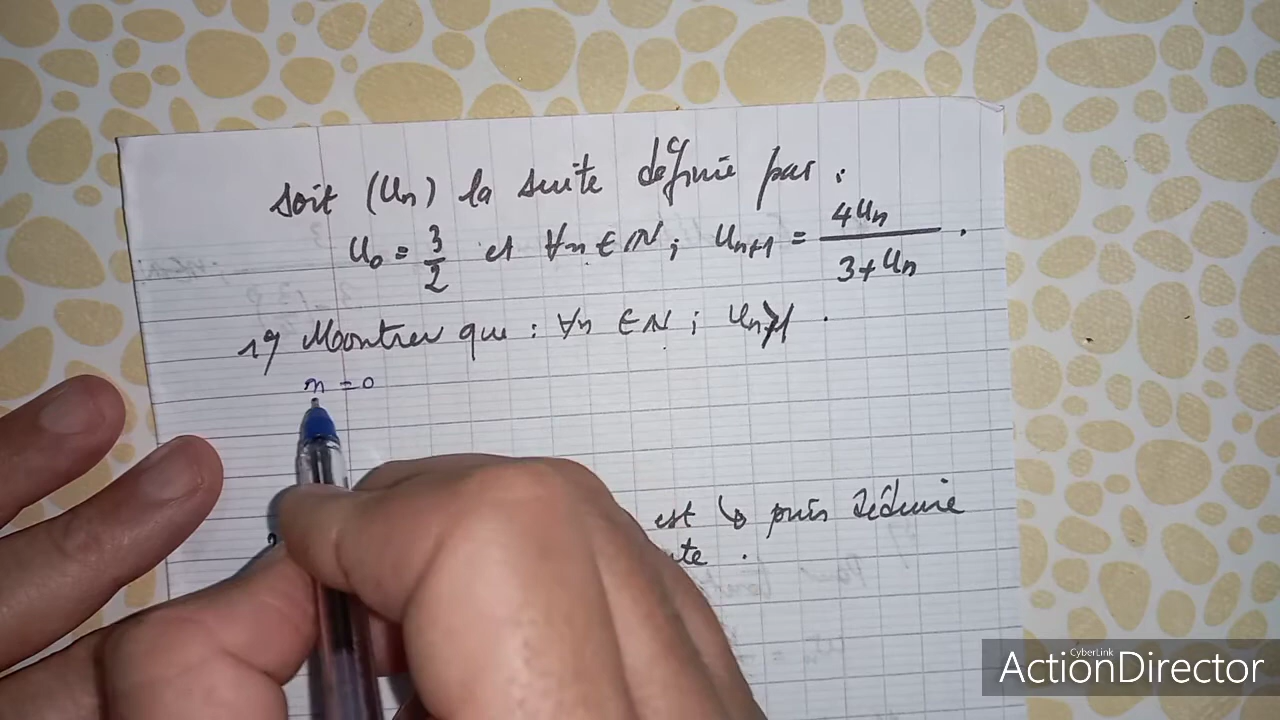 soit (Un) la suite définie par :
U₀ = 3/2 et ∀n ∈ ℕ ; Un+1 = 4Un / 3+Un .
1°) Montrer que : ∀n ∈ ℕ ; Un > 1 .
n = 0
est ↘ puis déduire
te .
CyberLink
ActionDirector